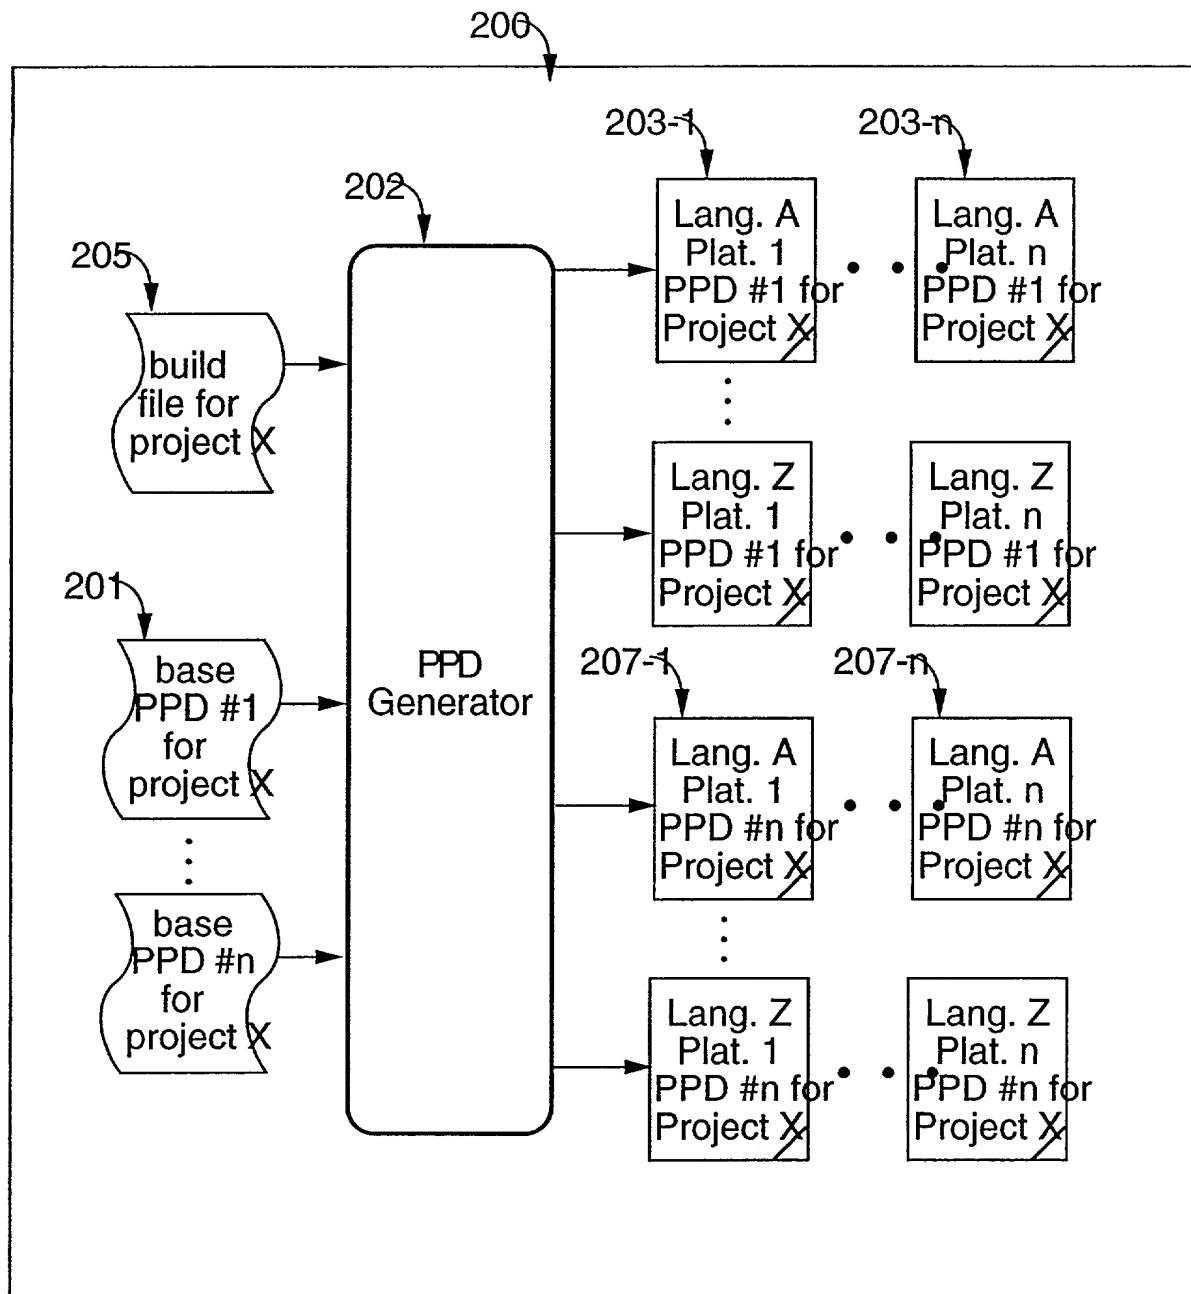 200
203-1
203-n
202
Lang. A
Plat. 1
PPD #1 for
Project X
Lang. A
Plat. n
PPD #1 for
Project X
205
build
file for
project X
Lang. Z
Plat. 1
PPD #1 for
Project X
Lang. Z
Plat. n
PPD #1 for
Project X
201
base
PPD #1
for
project X
PPD
Generator
207-1
207-n
Lang. A
Plat. 1
PPD #n for
Project X
Lang. A
Plat. n
PPD #n for
Project X
base
PPD #n
for
project X
Lang. Z
Plat. 1
PPD #n for
Project X
Lang. Z
Plat. n
PPD #n for
Project X